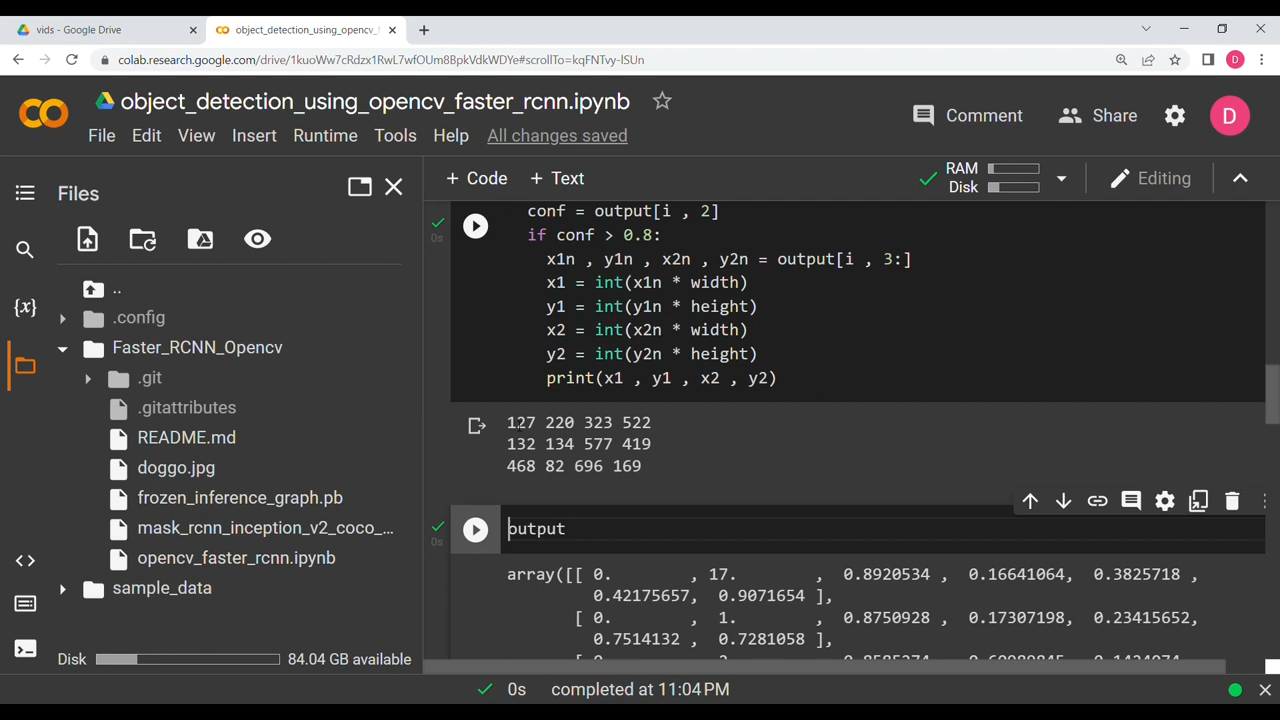 vids - Google Drive
object_detection_using_opencv_f
colab.research.google.com/drive/1kuoWw7cRdzx1RwL7wfOUm8BpkVdkWDYe#scrollTo=kqFNTvy-lSUn
D
object_detection_using_opencv_faster_rcnn.ipynb
Comment
Share
D
File Edit View Insert Runtime Tools Help All changes saved
Files
+ Code + Text
RAM
Disk
Editing
conf = output[i , 2]
0s
if conf > 0.8:
x1n , y1n , x2n , y2n = output[i , 3:]
x1 = int(x1n * width)
y1 = int(y1n * height)
x2 = int(x2n * width)
y2 = int(y2n * height)
print(x1 , y1 , x2 , y2)
127 220 323 522
132 134 577 419
468 82 696 169
output
0s
array([[ 0. , 17. , 0.8920534 , 0.16641064, 0.3825718 ,
0.42175657, 0.9071654 ],
[ 0. , 1. , 0.8750928 , 0.17307198, 0.23415652,
0.7514132 , 0.7281058 ],
{x}
..
.config
Faster_RCNN_Opencv
.git
.gitattributes
README.md
doggo.jpg
frozen_inference_graph.pb
mask_rcnn_inception_v2_coco_...
opencv_faster_rcnn.ipynb
sample_data
Disk 84.04 GB available
0s completed at 11:04 PM